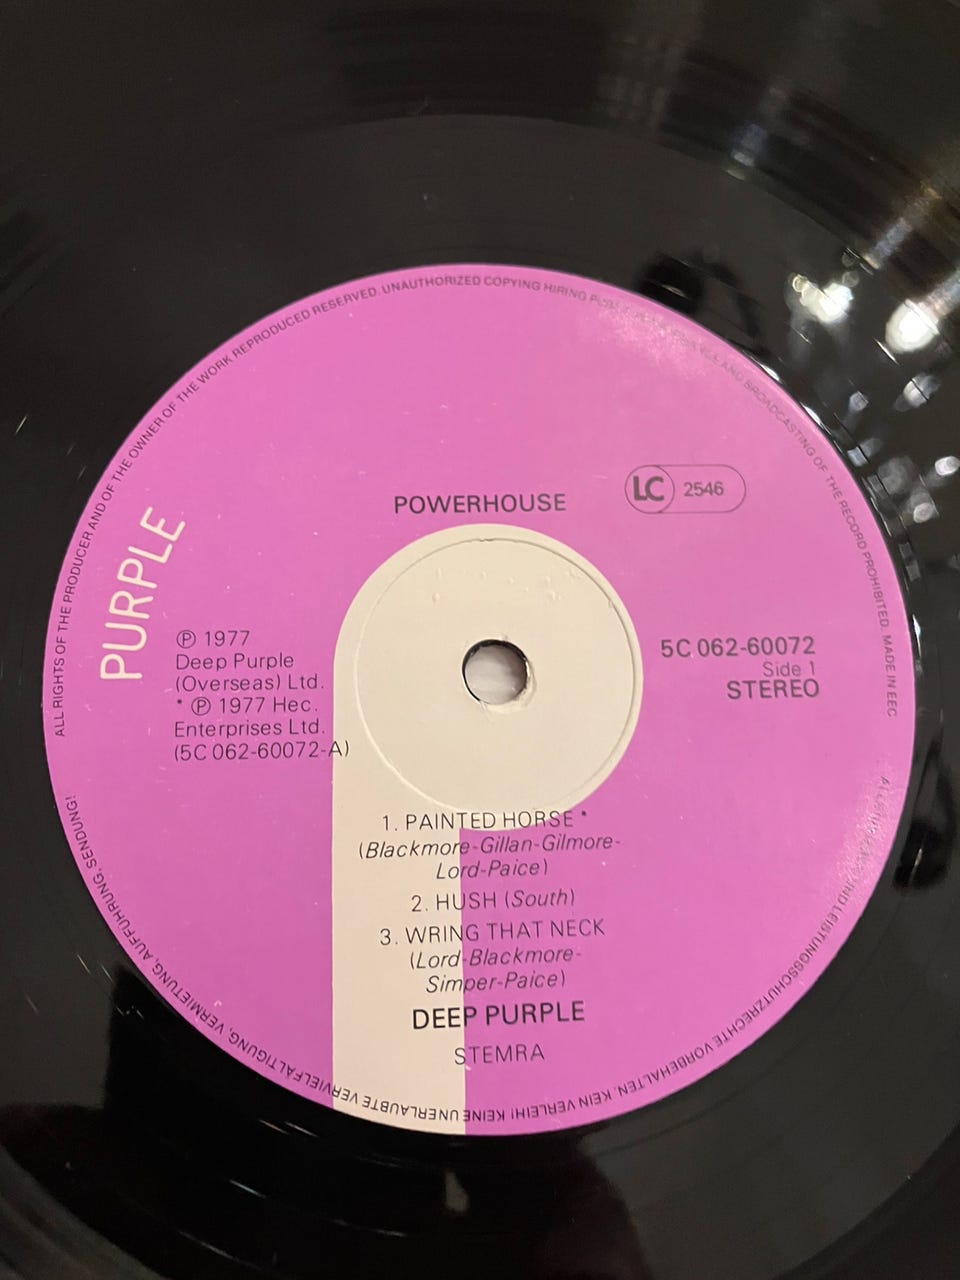 ALL RIGHTS OF THE PRODUCER AND OF THE OWNER OF THE WORK REPRODUCED RESERVED. UNAUTHORIZED COPYING HIRING AND BROADCASTING OF THE RECORD PROHIBITED. MADE IN EEC
POWERHOUSE
LC 2546
PURPLE
Ⓟ 1977
Deep Purple
(Overseas) Ltd.
* Ⓟ 1977 Hec.
Enterprises Ltd.
(5C 062-60072-A)
5C 062-60072
Side 1
STEREO
1. PAINTED HORSE *
(Blackmore-Gillan-Gilmore-
Lord-Paice)
2. HUSH (South)
3. WRING THAT NECK
(Lord-Blackmore-
Simper-Paice)
DEEP PURPLE
STEMRA
UND LEISTUNGSSCHUTZRECHTE VORBEHALTEN. KEIN VERLEIH! KEINE UNERLAUBTE VERVIELFÄLTIGUNG, VERMIETUNG, AUFFÜHRUNG, SENDUNG!